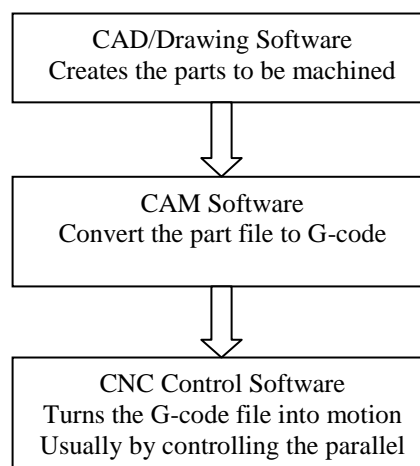 CAD/Drawing Software
Creates the parts to be machined
CAM Software
Convert the part file to G-code
CNC Control Software
Turns the G-code file into motion
Usually by controlling the parallel